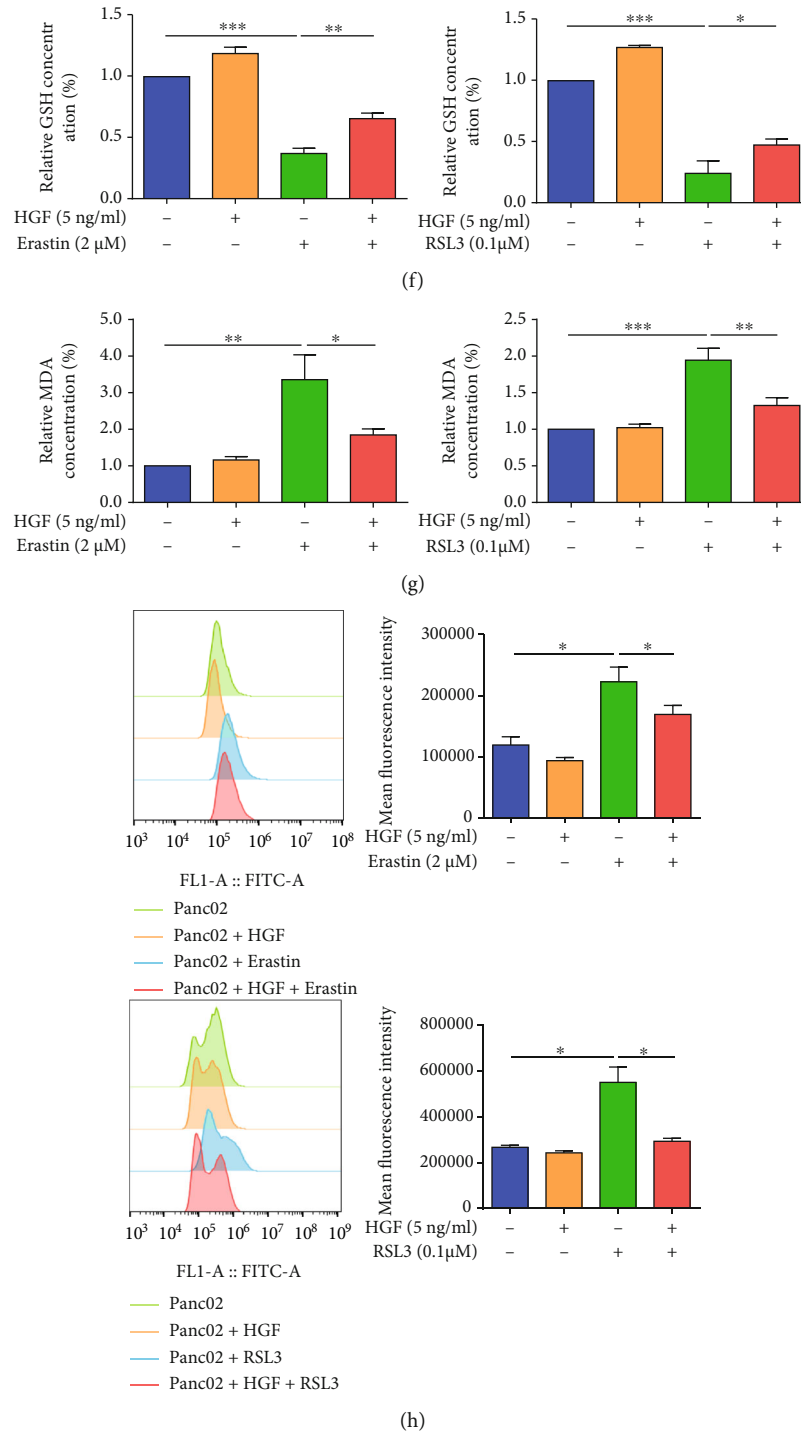 *** **
Relative GSH concentr
ation (%)
1.5
1.0
0.5
0.0
HGF (5 ng/ml) – + – +
Erastin (2 μM) – – + +
*** *
Relative GSH concentr
ation (%)
1.5
1.0
0.5
0.0
HGF (5 ng/ml) – + – +
RSL3 (0.1μM) – – + +
(f)
** *
Relative MDA
concentration (%)
5.0
4.0
3.0
2.0
1.0
0.0
HGF (5 ng/ml) – + – +
Erastin (2 μM) – – + +
*** **
Relative MDA
concentration (%)
2.5
2.0
1.5
1.0
0.5
0.0
HGF (5 ng/ml) – + – +
RSL3 (0.1μM) – – + +
(g)
10³ 10⁴ 10⁵ 10⁶ 10⁷ 10⁸
FL1-A :: FITC-A
Panc02
Panc02 + HGF
Panc02 + Erastin
Panc02 + HGF + Erastin
* *
Mean fluorescence intensity
300000
200000
100000
0
HGF (5 ng/ml) – + – +
Erastin (2 μM) – – + +
10³ 10⁴ 10⁵ 10⁶ 10⁷ 10⁸ 10⁹
FL1-A :: FITC-A
Panc02
Panc02 + HGF
Panc02 + RSL3
Panc02 + HGF + RSL3
* *
Mean fluorescence intensity
800000
600000
400000
200000
0
HGF (5 ng/ml) – + – +
RSL3 (0.1μM) – – + +
(h)